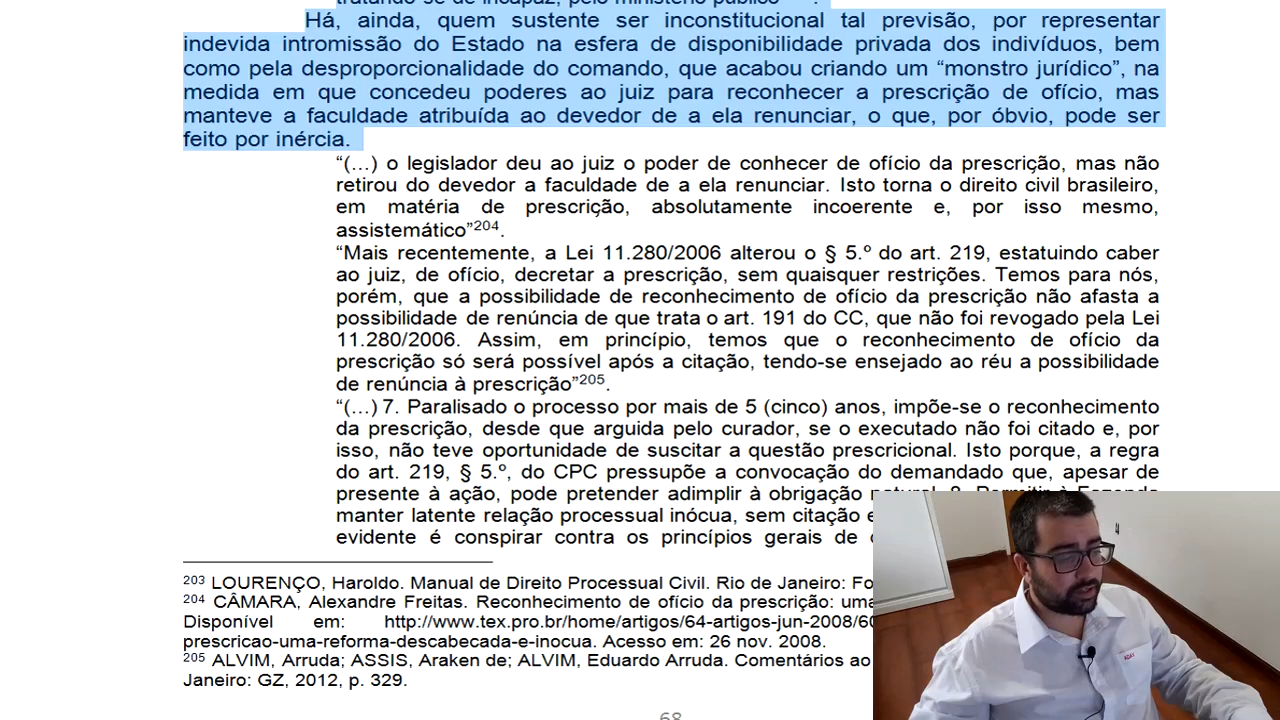 tratando-se de incapaz, pelo ministério público
Há, ainda, quem sustente ser inconstitucional tal previsão, por representar
indevida intromissão do Estado na esfera de disponibilidade privada dos indivíduos, bem
como pela desproporcionalidade do comando, que acabou criando um “monstro jurídico”, na
medida em que concedeu poderes ao juiz para reconhecer a prescrição de ofício, mas
manteve a faculdade atribuída ao devedor de a ela renunciar, o que, por óbvio, pode ser
feito por inércia.
“(…) o legislador deu ao juiz o poder de conhecer de ofício da prescrição, mas não
retirou do devedor a faculdade de a ela renunciar. Isto torna o direito civil brasileiro,
em matéria de prescrição, absolutamente incoerente e, por isso mesmo,
assistemático”204.
“Mais recentemente, a Lei 11.280/2006 alterou o § 5.º do art. 219, estatuindo caber
ao juiz, de ofício, decretar a prescrição, sem quaisquer restrições. Temos para nós,
porém, que a possibilidade de reconhecimento de ofício da prescrição não afasta a
possibilidade de renúncia de que trata o art. 191 do CC, que não foi revogado pela Lei
11.280/2006. Assim, em princípio, temos que o reconhecimento de ofício da
prescrição só será possível após a citação, tendo-se ensejado ao réu a possibilidade
de renúncia à prescrição”205.
“(…) 7. Paralisado o processo por mais de 5 (cinco) anos, impõe-se o reconhecimento
da prescrição, desde que arguida pelo curador, se o executado não foi citado e, por
isso, não teve oportunidade de suscitar a questão prescricional. Isto porque, a regra
do art. 219, § 5.º, do CPC pressupõe a convocação do demandado que, apesar de
presente à ação, pode pretender adimplir à obrigação natural. 8. Permitir à Fazenda
manter latente relação processual inócua, sem citação
evidente é conspirar contra os princípios gerais de
203 LOURENÇO, Haroldo. Manual de Direito Processual Civil. Rio de Janeiro: Fo
204 CÂMARA, Alexandre Freitas. Reconhecimento de ofício da prescrição: uma
Disponível em: http://www.tex.pro.br/home/artigos/64-artigos-jun-2008/60
prescricao-uma-reforma-descabecada-e-inocua. Acesso em: 26 nov. 2008.
205 ALVIM, Arruda; ASSIS, Araken de; ALVIM, Eduardo Arruda. Comentários ao
Janeiro: GZ, 2012, p. 329.
68